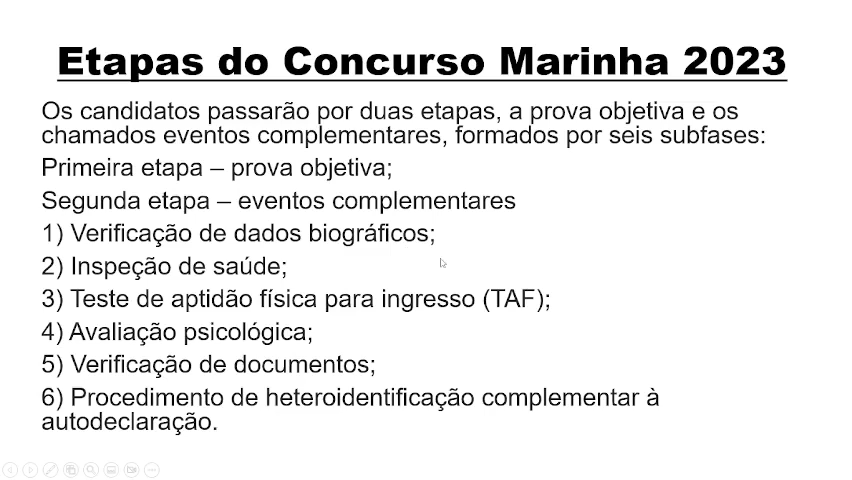 Etapas do Concurso Marinha 2023
Os candidatos passarão por duas etapas, a prova objetiva e os
chamados eventos complementares, formados por seis subfases:
Primeira etapa – prova objetiva;
Segunda etapa – eventos complementares
1) Verificação de dados biográficos;
2) Inspeção de saúde;
3) Teste de aptidão física para ingresso (TAF);
4) Avaliação psicológica;
5) Verificação de documentos;
6) Procedimento de heteroidentificação complementar à
autodeclaração.